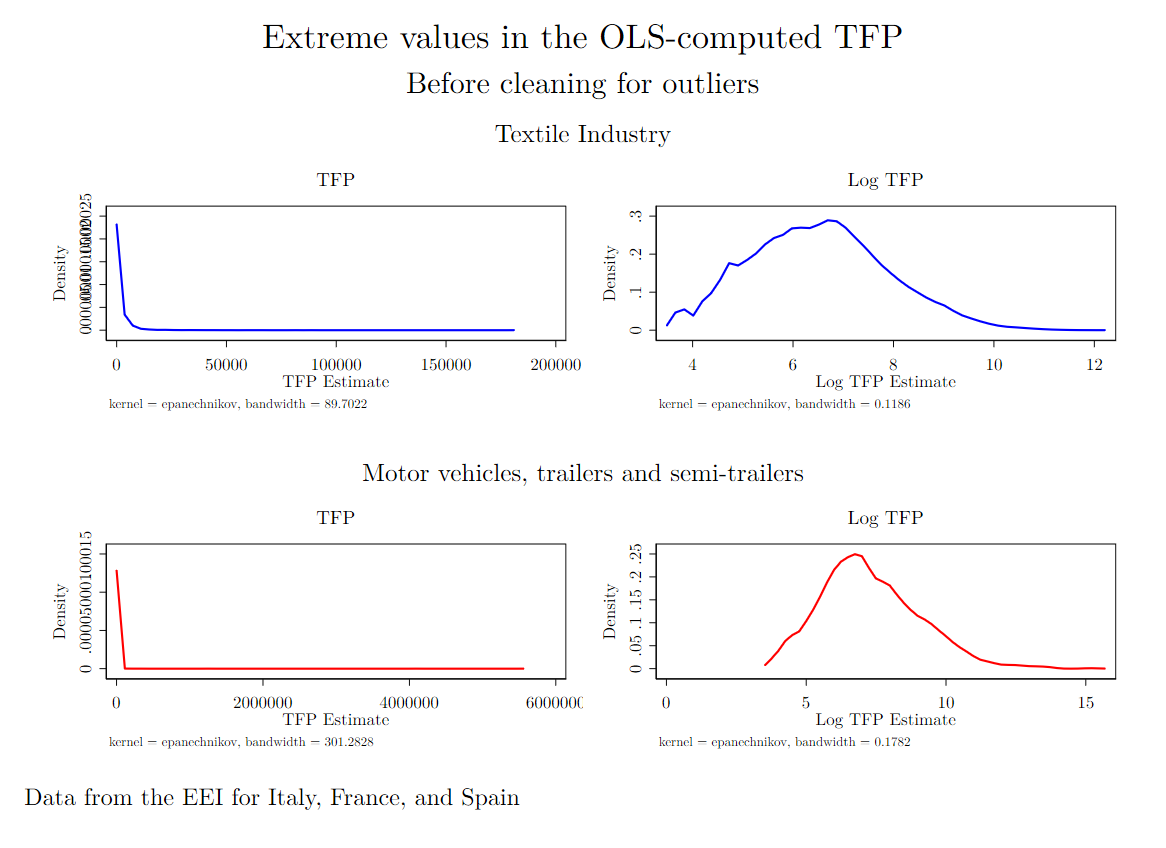 Extreme values in the OLS-computed TFP
Before cleaning for outliers
Textile Industry
TFP
Density
0 50000 100000 150000 200000
TFP Estimate
kernel = epanechnikov, bandwidth = 89.7022
Log TFP
Density
0 .1 .2 .3
4 6 8 10 12
Log TFP Estimate
kernel = epanechnikov, bandwidth = 0.1186
Motor vehicles, trailers and semi-trailers
TFP
Density
0 2000000 4000000 6000000
TFP Estimate
kernel = epanechnikov, bandwidth = 301.2828
Log TFP
Density
0 .05 .1 .15 .2 .25
0 5 10 15
Log TFP Estimate
kernel = epanechnikov, bandwidth = 0.1782
Data from the EEI for Italy, France, and Spain